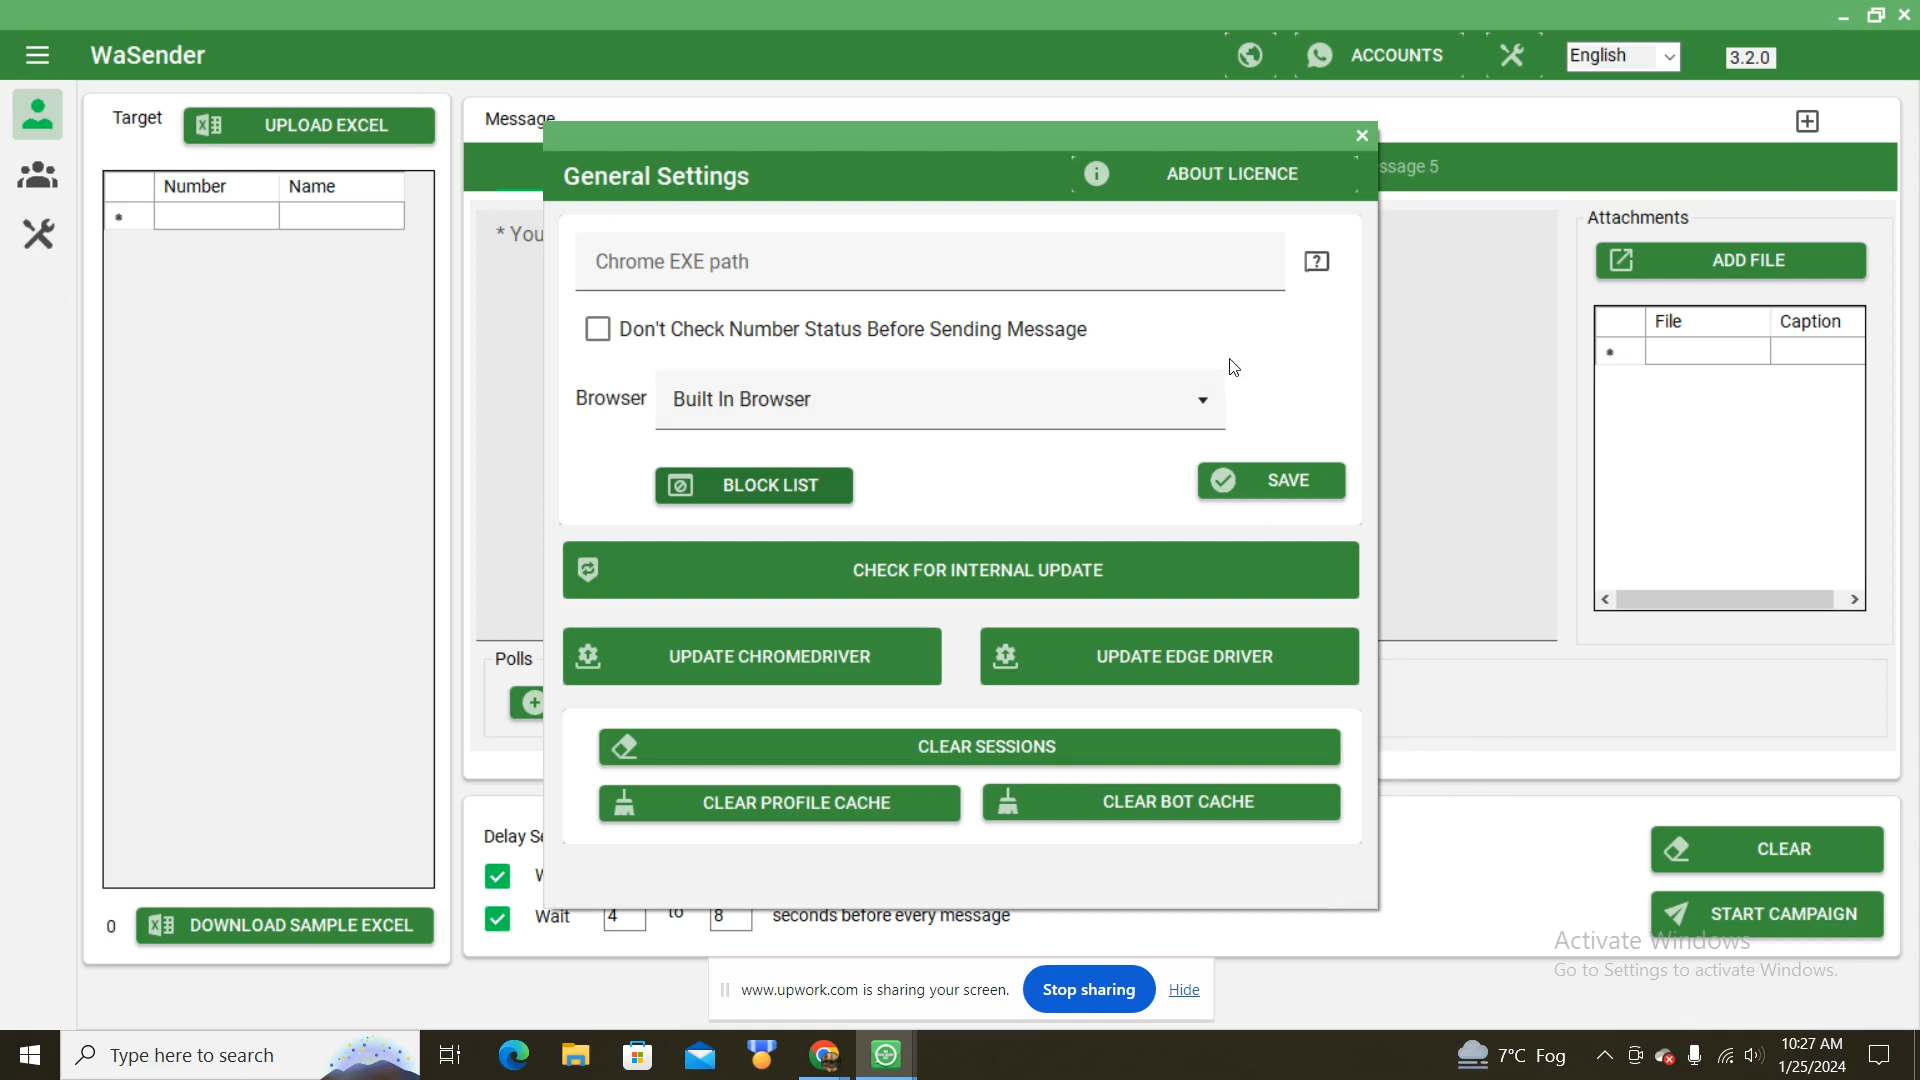 WaSender
ACCOUNTS
English
3.2.0
Target
UPLOAD EXCEL
Number Name
0
DOWNLOAD SAMPLE EXCEL
Message
ssage 5
* You
General Settings
ABOUT LICENCE
Chrome EXE path
Don't Check Number Status Before Sending Message
Browser Built In Browser
BLOCK LIST
SAVE
CHECK FOR INTERNAL UPDATE
UPDATE CHROMEDRIVER
UPDATE EDGE DRIVER
CLEAR SESSIONS
CLEAR PROFILE CACHE
CLEAR BOT CACHE
Attachments
ADD FILE
File Caption
Polls
Delay Se
Wait 4 to 8 seconds before every message
CLEAR
START CAMPAIGN
Activate Windows
Go to Settings to activate Windows.
www.upwork.com is sharing your screen.
Stop sharing
Hide
Type here to search
7°C Fog
10:27 AM
1/25/2024